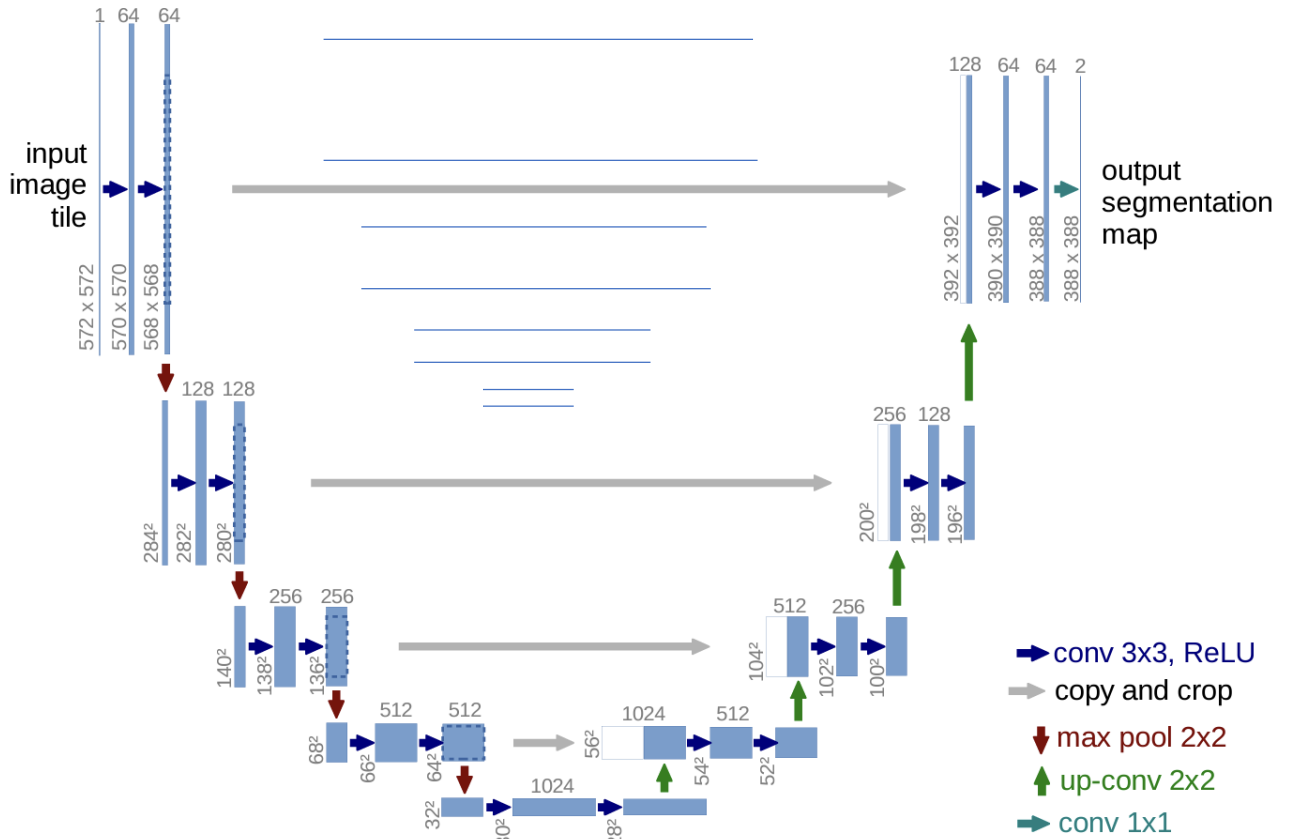 1 64 64
128 64 64 2
input
image
tile
output
segmentation
map
572 x 572
570 x 570
568 x 568
392 x 392
390 x 390
388 x 388
388 x 388
128 128
256 128
284²
282²
280²
200²
198²
196²
256 256
512 256
140²
138²
136²
104²
102²
100²
conv 3x3, ReLU
copy and crop
max pool 2x2
up-conv 2x2
conv 1x1
512 512
1024 512
68²
66²
64²
56²
54²
52²
1024
32²